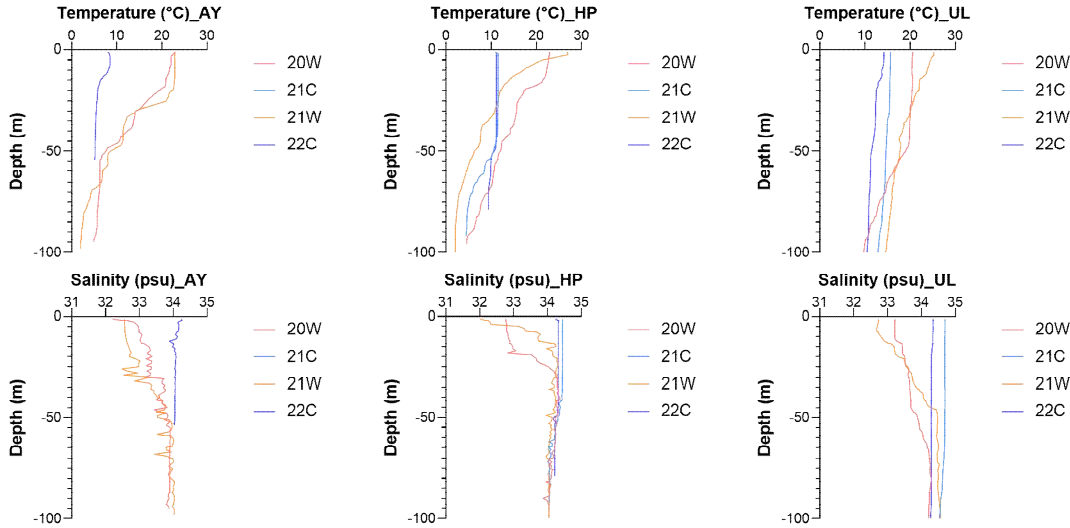 Temperature (°C)_AY
0 10 20 30
0
-50
-100
Depth (m)
20W
21C
21W
22C
Temperature (°C)_HP
0 10 20 30
0
-50
-100
Depth (m)
20W
21C
21W
22C
Temperature (°C)_UL
0 10 20 30
0
-50
-100
Depth (m)
20W
21C
21W
22C
Salinity (psu)_AY
31 32 33 34 35
0
-50
-100
Depth (m)
20W
21C
21W
22C
Salinity (psu)_HP
31 32 33 34 35
0
-50
-100
Depth (m)
20W
21C
21W
22C
Salinity (psu)_UL
31 32 33 34 35
0
-50
-100
Depth (m)
20W
21C
21W
22C